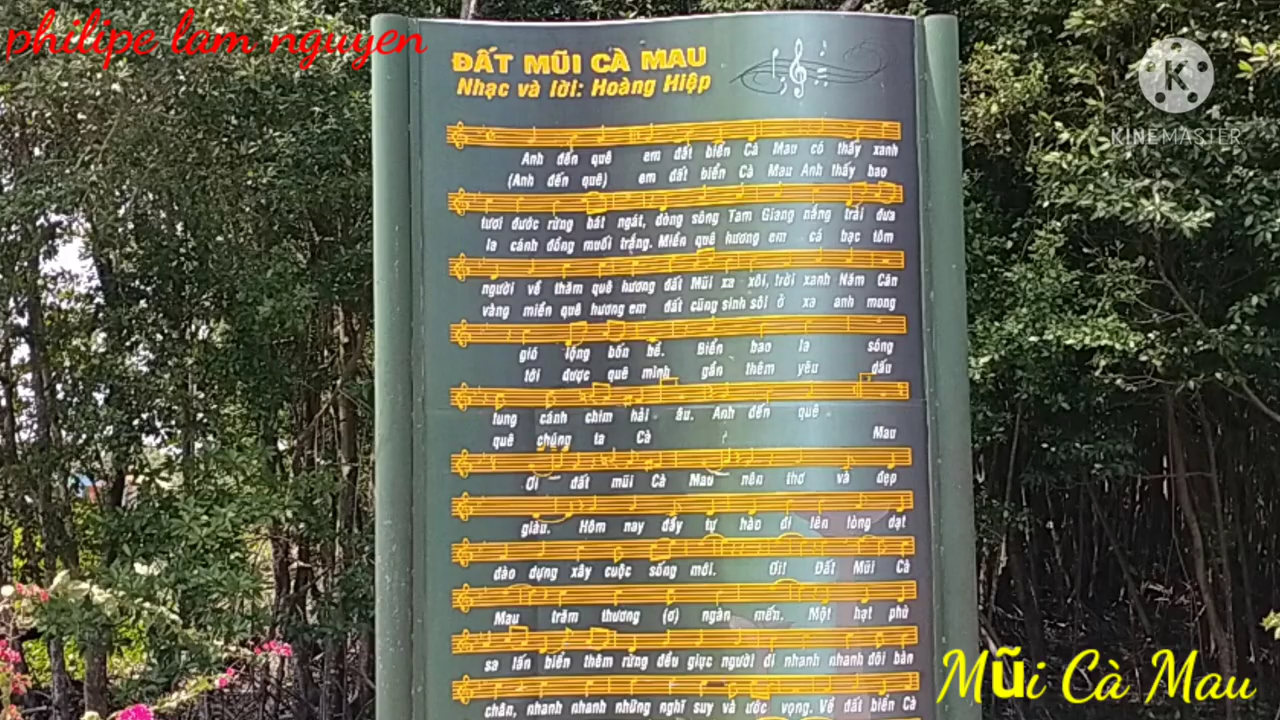 philipe lam nguyen
ĐẤT MŨI CÀ MAU
Nhạc và lời: Hoàng Hiệp
K
KINEMASTER
Anh đến quê em đất biển Cà Mau có thấy xanh
(Anh đến quê) em đất biển Cà Mau Anh thấy bao
tươi đước rừng bát ngát, dòng sông Tam Giang nắng trải đưa
la cánh đồng muối trắng. Miền quê hương em cá bạc tôm
người về thăm quê hương đất Mũi xa xôi, trời xanh Năm Căn
vàng miền quê hương em đất cũng sinh sôi ở xa anh mong
gió lộng bốn bề. Biển bao la sóng
tới được quê mình gần thêm yêu dấu
tung cánh chim hải âu. Anh đến quê
quê chúng ta Cà Mau
Ơi đất mũi Cà Mau nên thơ và đẹp
giàu. Hôm nay đầy tự hào đi lên lòng dạt
dào dựng xây cuộc sống mới. Ơi! Đất Mũi Cà
Mau trăm thương (ơ) ngàn mến. Một hạt phù
sa lấn biển thêm rừng đều giục người đi nhanh nhanh đôi bàn
chân, nhanh nhanh những nghĩ suy và ước vọng. Về đất biển Cà
Mũi Cà Mau